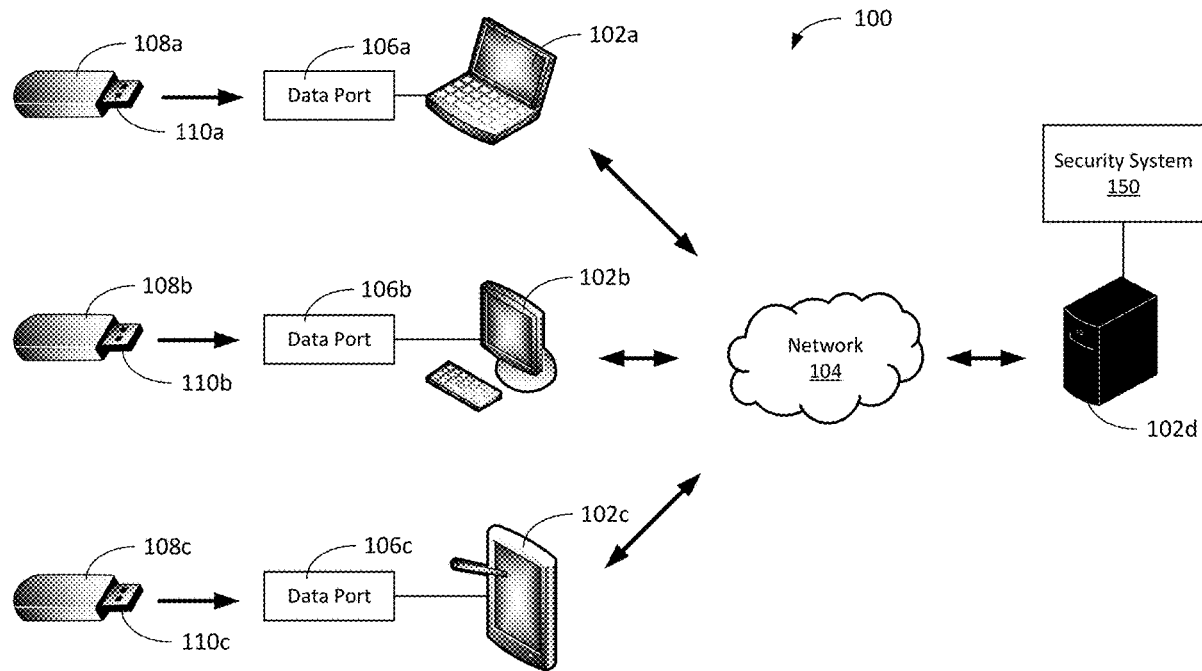 108a
106a
102a
100
Data Port
110a
Security System
150
108b
106b
102b
Data Port
110b
Network
104
102d
108c
106c
102c
Data Port
110c